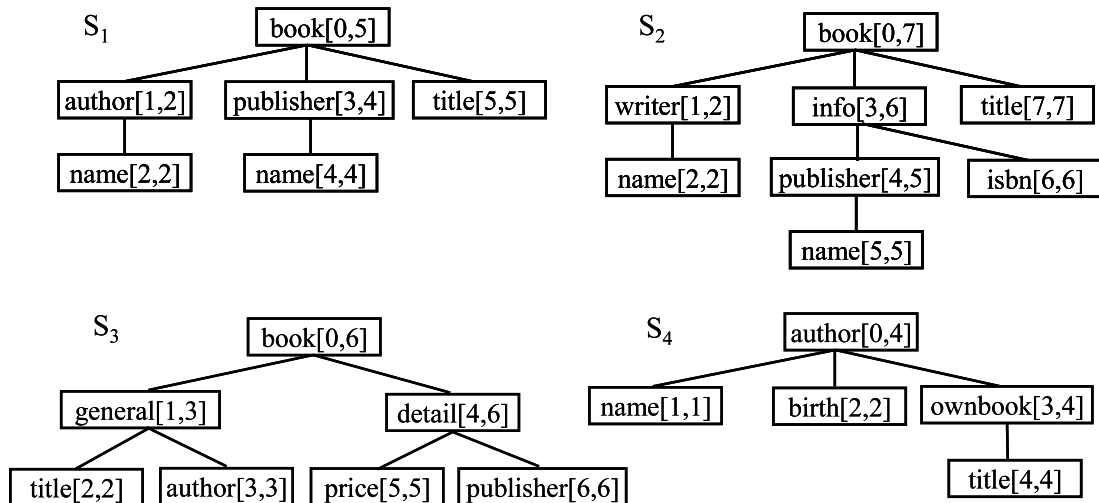 S1
book[0,5]
author[1,2] publisher[3,4] title[5,5]
name[2,2] name[4,4]
S2
book[0,7]
writer[1,2] info[3,6] title[7,7]
name[2,2] publisher[4,5] isbn[6,6]
name[5,5]
S3
book[0,6]
general[1,3] detail[4,6]
title[2,2] author[3,3] price[5,5] publisher[6,6]
S4
author[0,4]
name[1,1] birth[2,2] ownbook[3,4]
title[4,4]